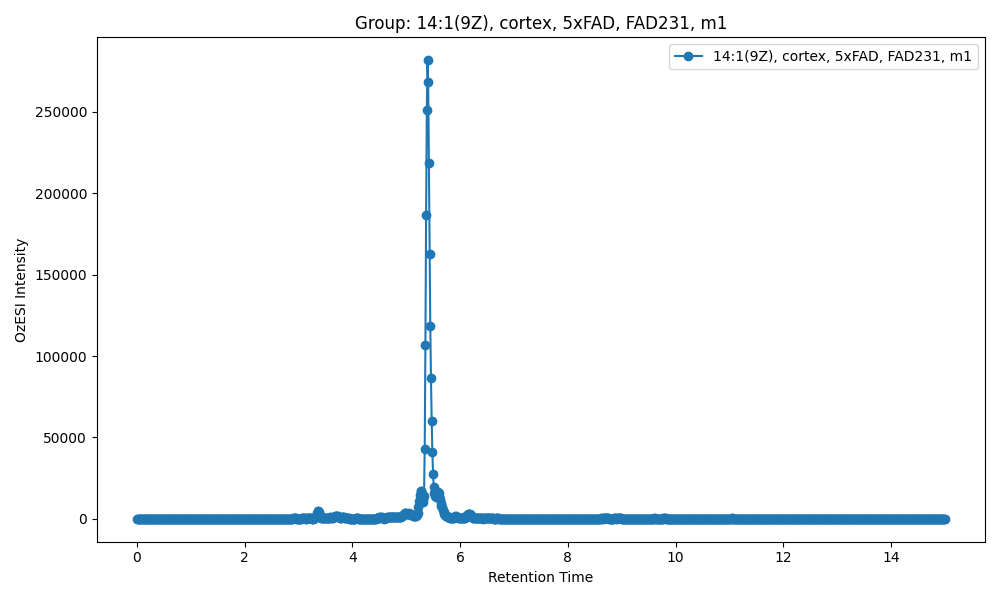 Group: 14:1(9Z), cortex, 5xFAD, FAD231, m1
14:1(9Z), cortex, 5xFAD, FAD231, m1
OzESI Intensity
250000
200000
150000
100000
50000
0
0 2 4 6 8 10 12 14
Retention Time